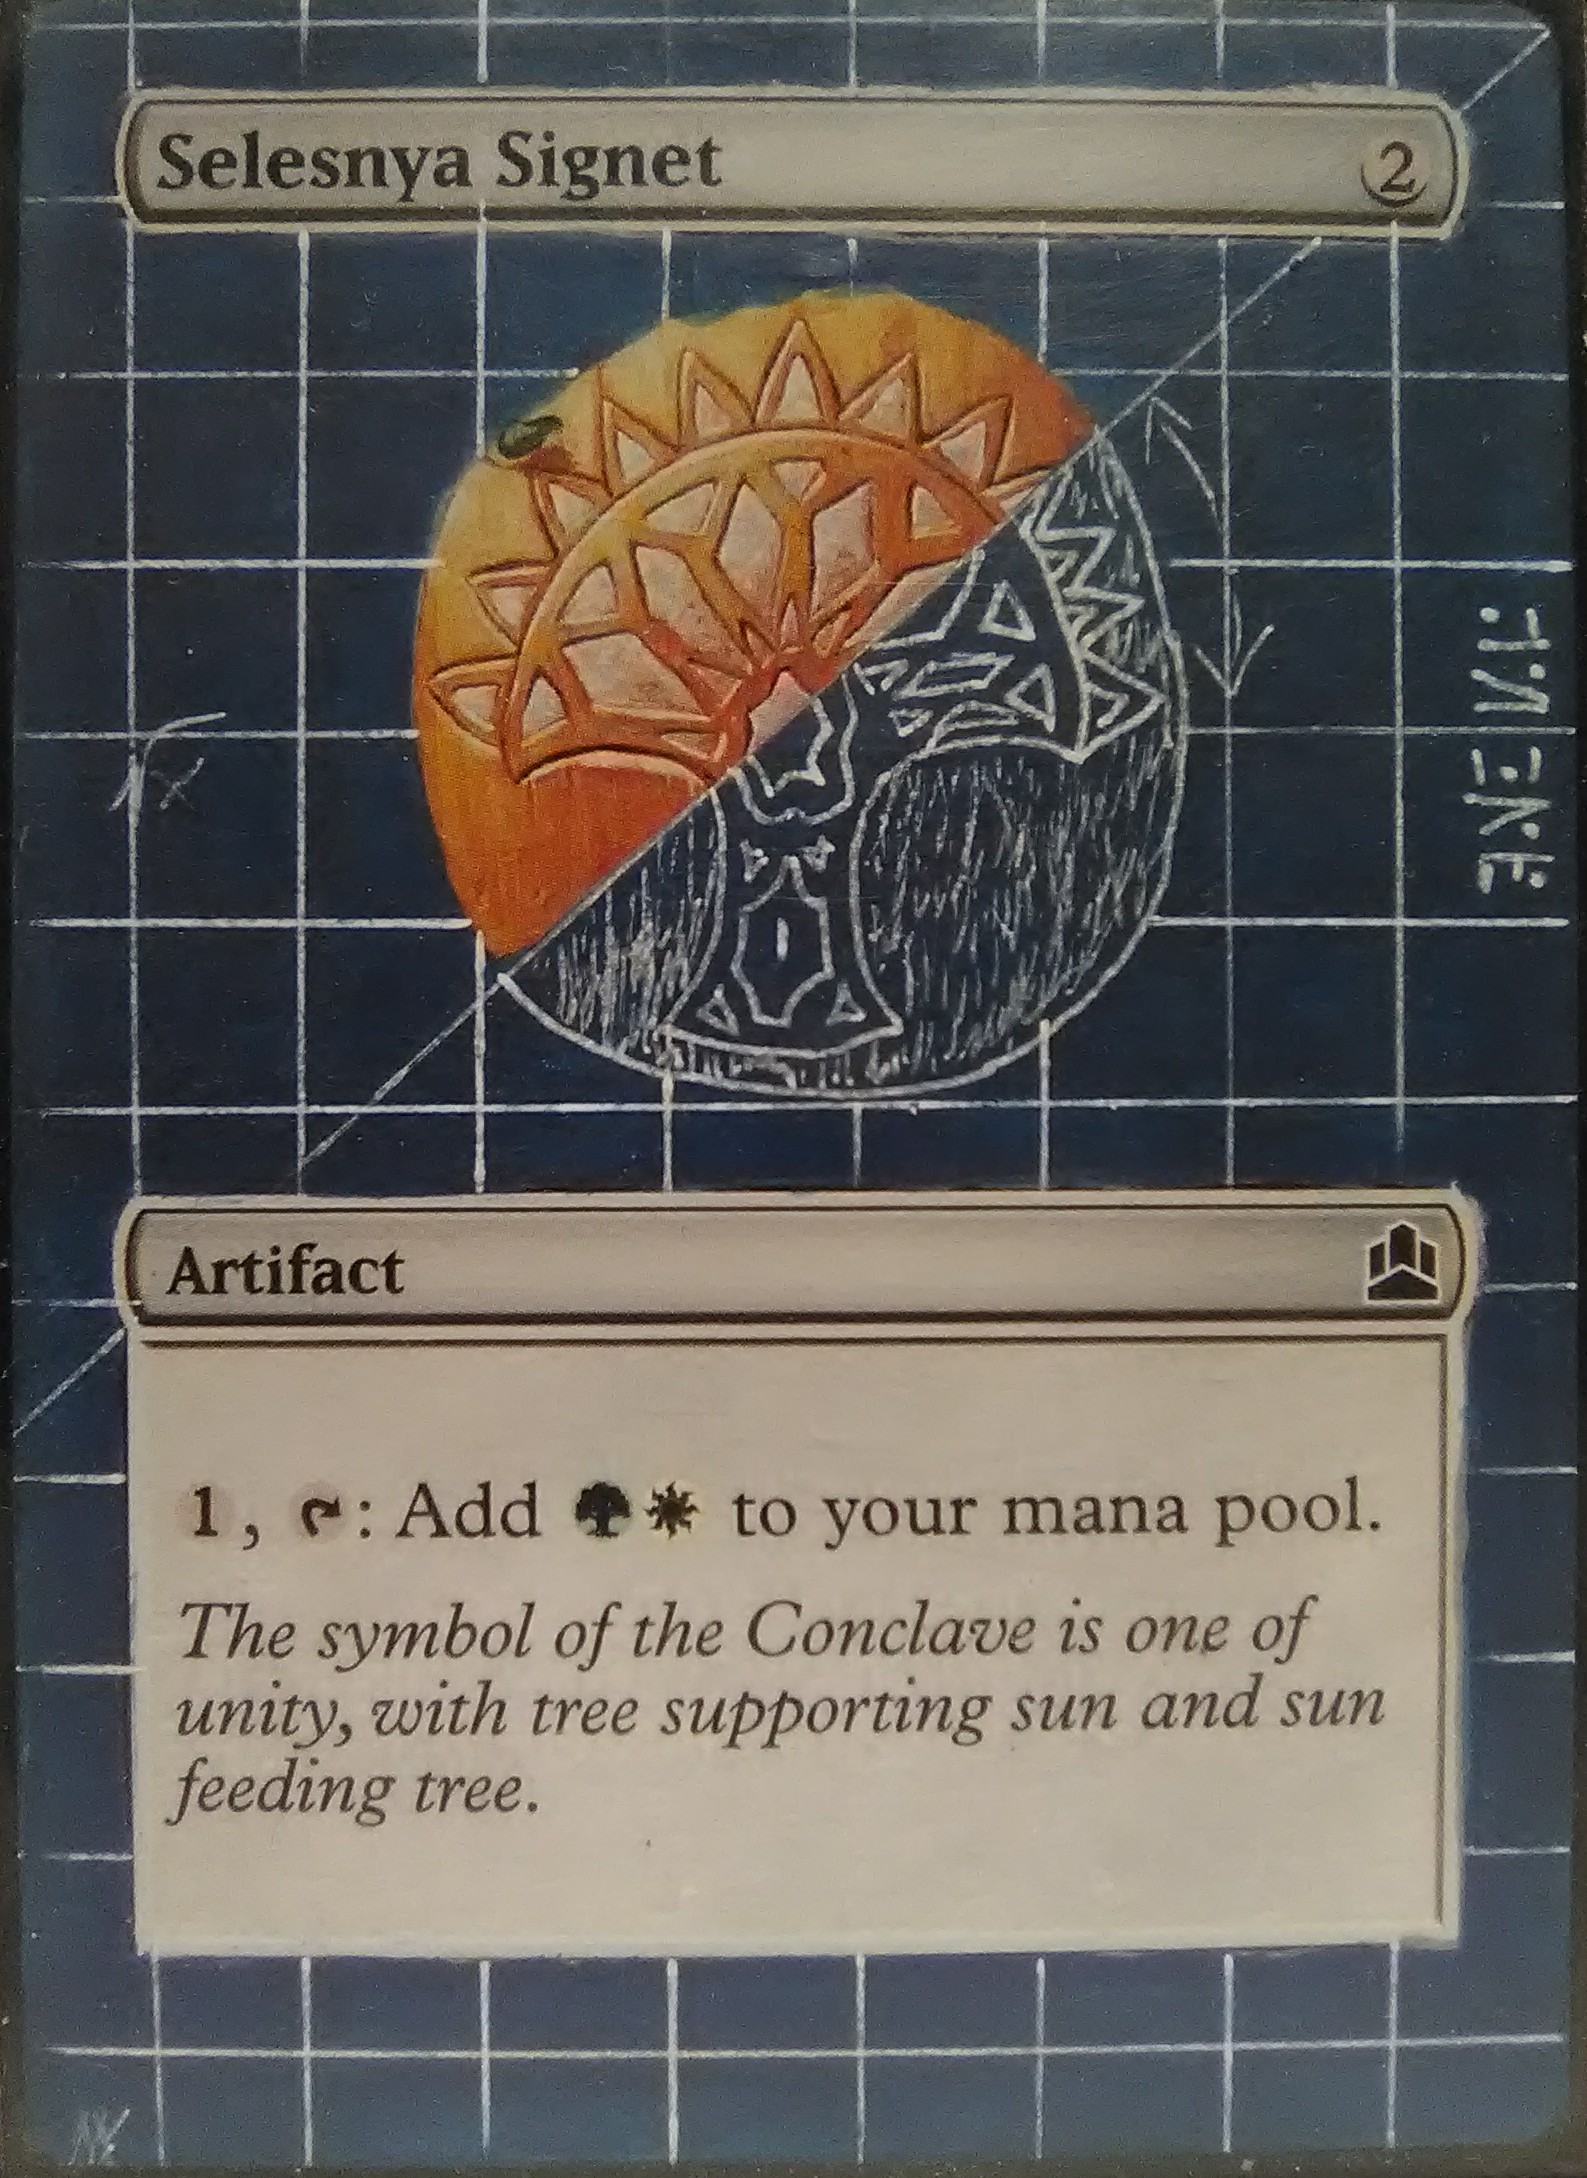 Selesnya Signet 2
Artifact
1, : Add to your mana pool.
The symbol of the Conclave is one of
unity, with tree supporting sun and sun
feeding tree.